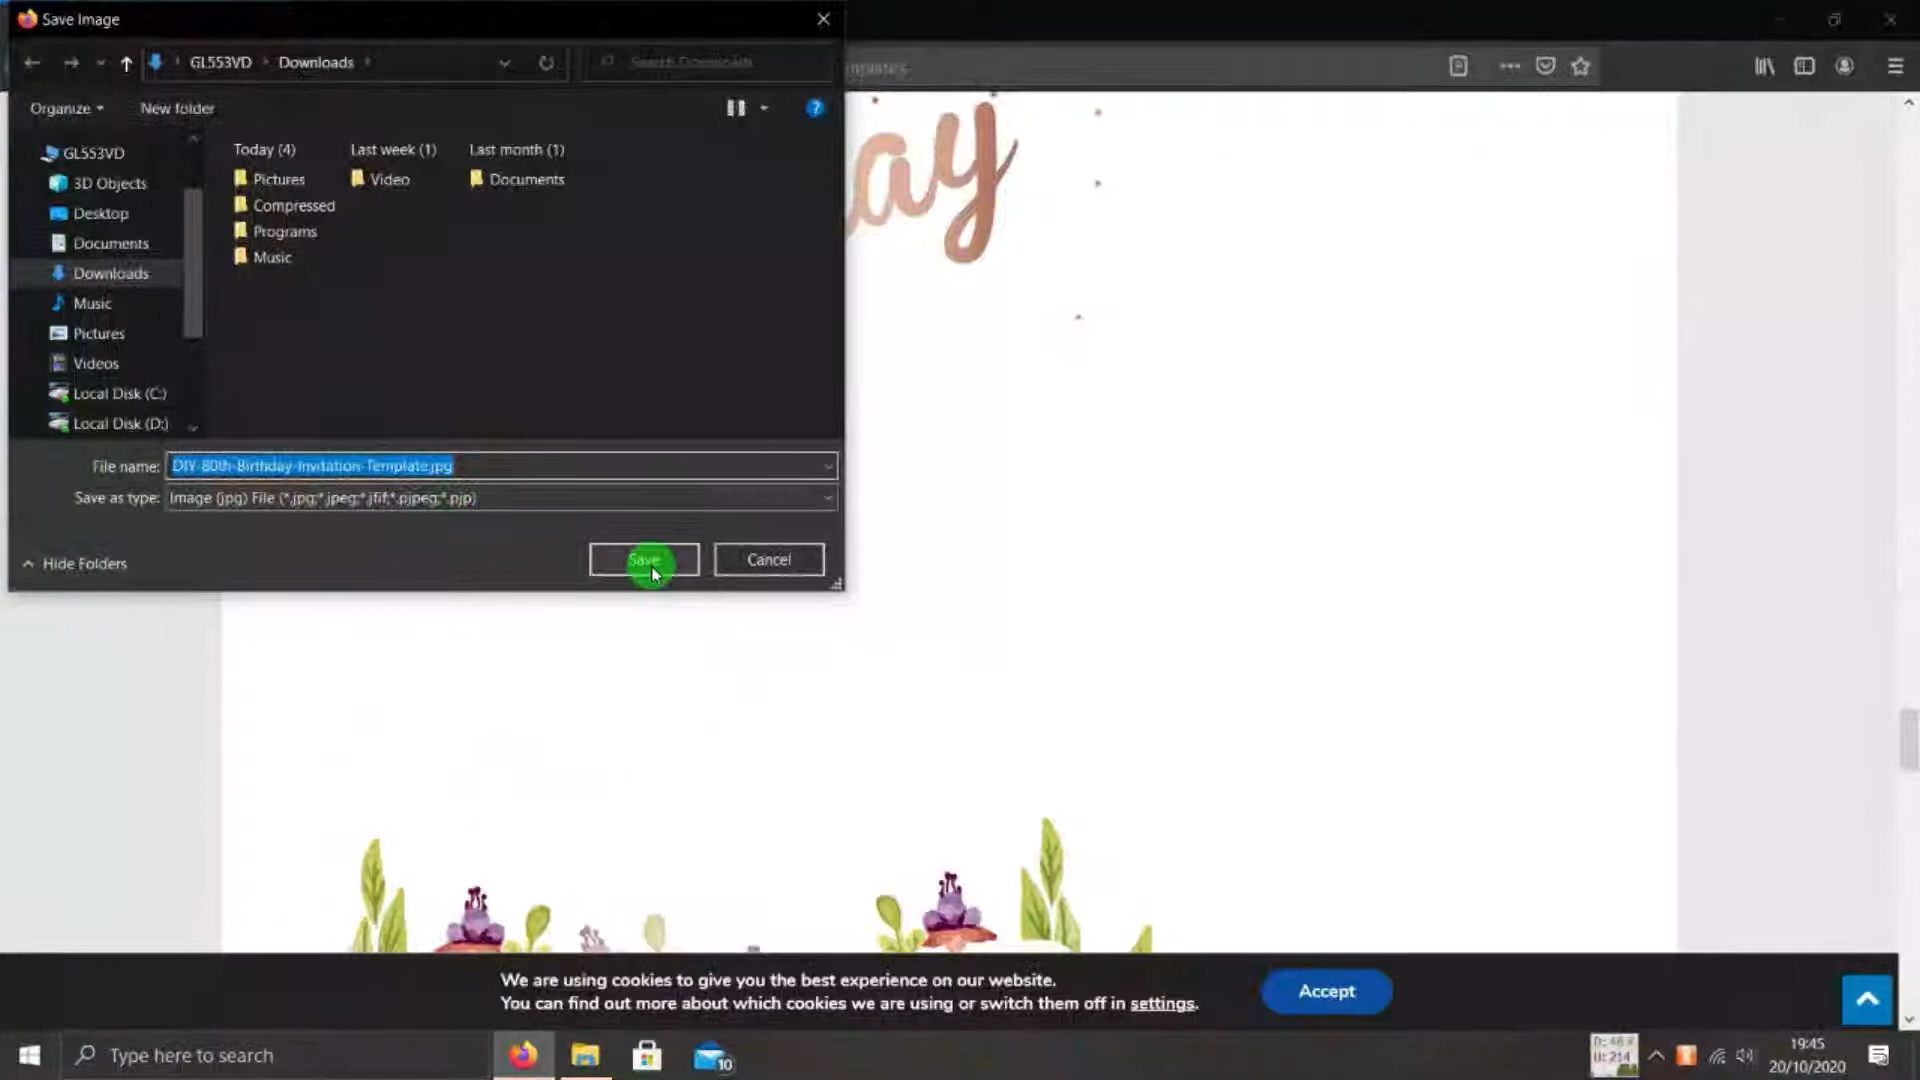 Save Image
GL553VD
Downloads
Search Downloads
Organize
New folder
GL553VD
3D Objects
Desktop
Documents
Downloads
Music
Pictures
Videos
Local Disk (C:)
Local Disk (D:)
Today (4)
Pictures
Compressed
Programs
Music
Last week (1)
Video
Last month (1)
Documents
File name:
DIY-80th-Birthday-Invitation-Template.jpg
Save as type:
Image (jpg) File (*.jpg;*.jpeg;*.jfif;*.pjpeg;*.pjp)
Hide Folders
Save
Cancel
ay
We are using cookies to give you the best experience on our website.
You can find out more about which cookies we are using or switch them off in settings.
Accept
Type here to search
10
19:45
20/10/2020